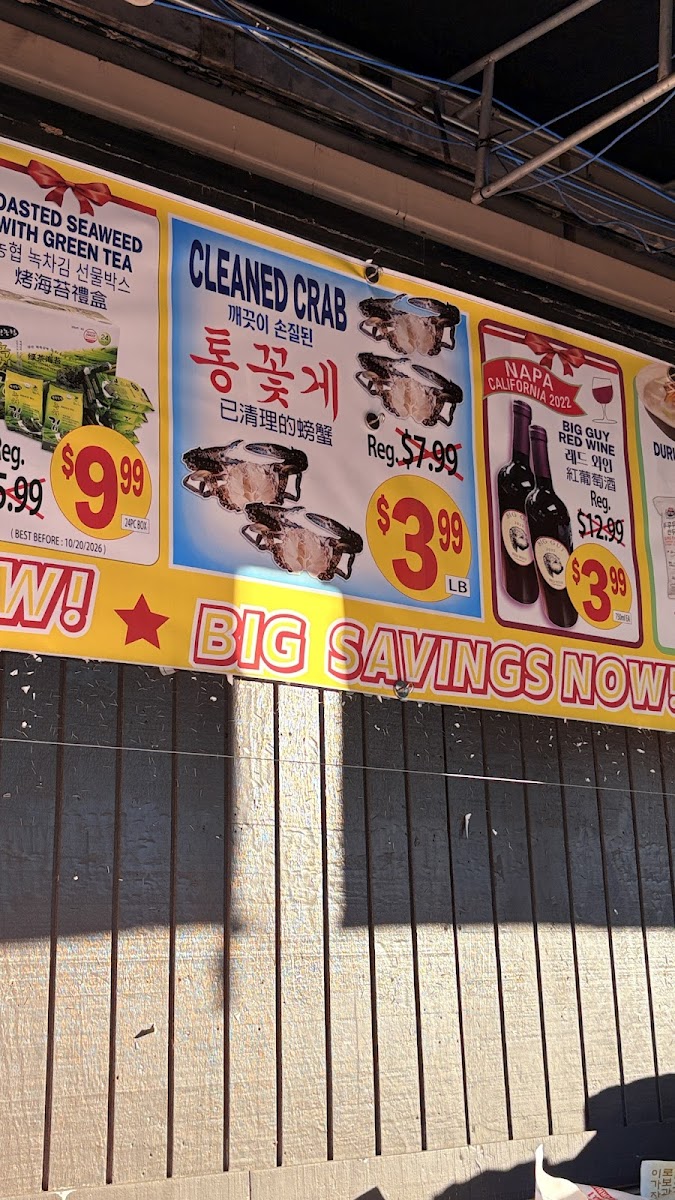 OASTED SEAWEED
WITH GREEN TEA
농협 녹차김 선물박스
烤海苔禮盒
Reg.
5.99
$9.99
24PC BOX
( BEST BEFORE : 10/20/2026 )
CLEANED CRAB
깨끗이 손질된
통꽃게
已清理的螃蟹
Reg. $7.99
$3.99
LB
NAPA
CALIFORNIA 2022
BIG GUY
RED WINE
레드 와인
紅葡萄酒
Reg.
$12.99
$3.99
750ml EA
DURU
W!
BIG SAVINGS NOW!